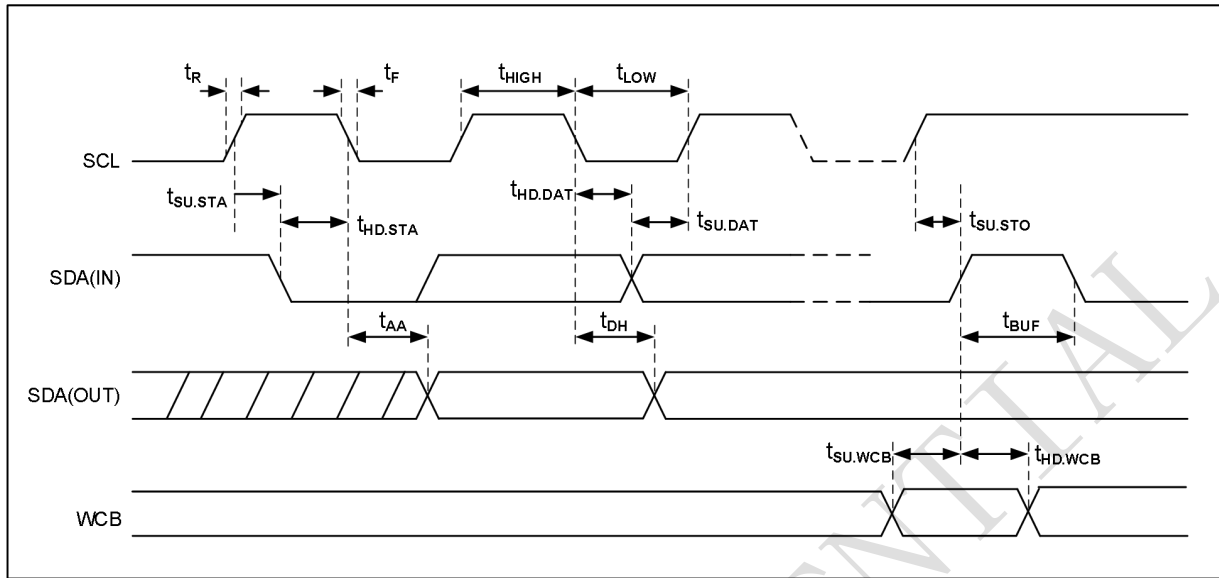 tR
tF
tHIGH
tLOW
SCL
tSU.STA
tHD.STA
tHD.DAT
tSU.DAT
tSU.STO
SDA(IN)
tAA
tDH
tBUF
SDA(OUT)
tSU.WCB
tHD.WCB
WCB
ENTIAL